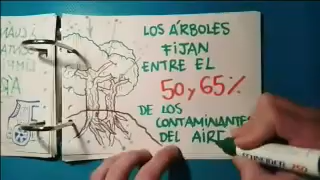 LOS ÁRBOLES
FIJAN
ENTRE EL
50 y 65%
DE LOS
CONTAMINANTES
DEL AIRE